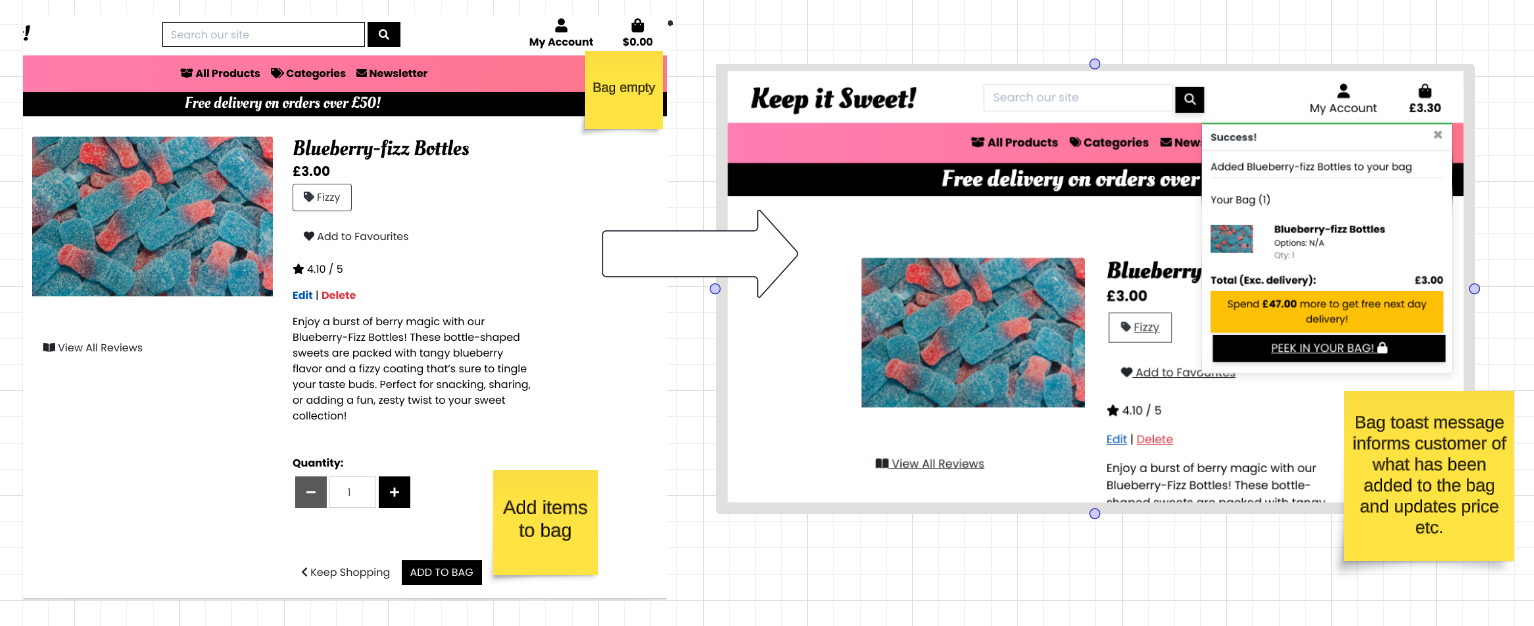 !
Search our site
My Account
$0.00
All Products
Categories
Newsletter
Bag empty
Free delivery on orders over £50!
Blueberry-fizz Bottles
£3.00
Fizzy
Add to Favourites
4.10 / 5
Edit | Delete
Enjoy a burst of berry magic with our
Blueberry-Fizz Bottles! These bottle-shaped
sweets are packed with tangy blueberry
flavor and a fizzy coating that's sure to tingle
your taste buds. Perfect for snacking, sharing,
or adding a fun, zesty twist to your sweet
collection!
View All Reviews
Quantity:
1
Add items
to bag
Keep Shopping
ADD TO BAG
Keep it Sweet!
Search our site
My Account
£3.30
All Products
Categories
New
Free delivery on orders over
Success!
Added Blueberry-fizz Bottles to your bag
Your Bag (1)
Blueberry-fizz Bottles
Options: N/A
Qty: 1
Total (Exc. delivery):
£3.00
Spend £47.00 more to get free next day
delivery!
PEEK IN YOUR BAG!
Blueberry
£3.00
Fizzy
Add to Favourites
4.10 / 5
Edit | Delete
View All Reviews
Enjoy a burst of berry magic with our
Blueberry-Fizz Bottles! These bottle-
shaped sweets are packed with tangy
Bag toast message
informs customer of
what has been
added to the bag
and updates price
etc.